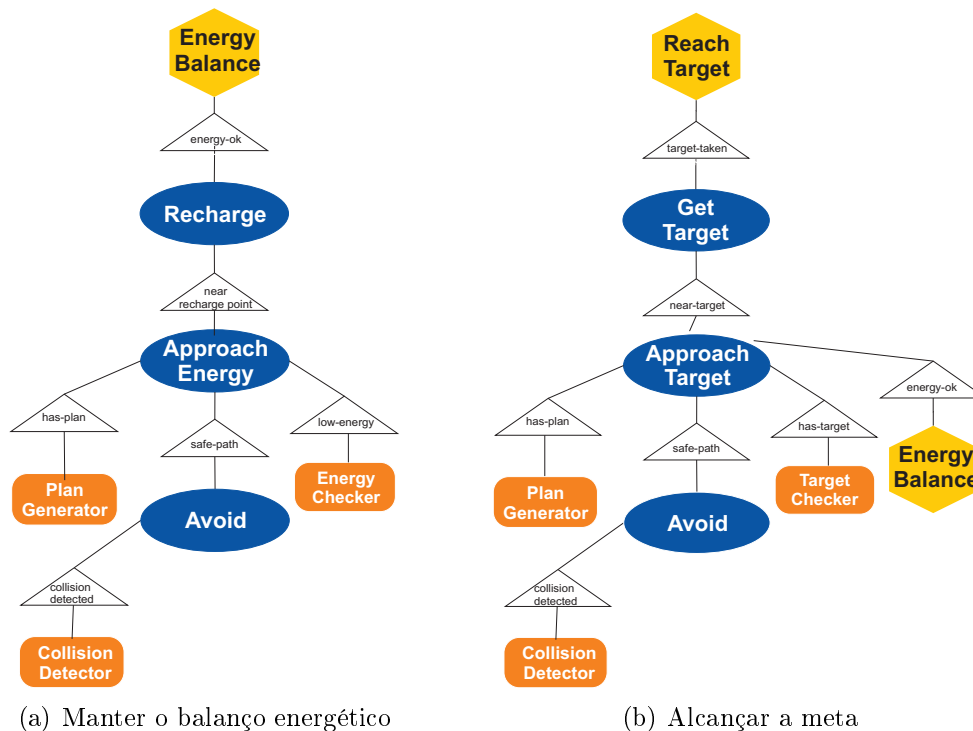 Energy
Balance
energy-ok
Recharge
near
recharge point
Approach
Energy
has-plan
safe-path
low-energy
Plan
Generator
Energy
Checker
Avoid
collision
detected
Collision
Detector
(a) Manter o balanço energético
Reach
Target
target-taken
Get
Target
near-target
Approach
Target
energy-ok
has-plan
safe-path
has-target
Energy
Balance
Plan
Generator
Target
Checker
Avoid
collision
detected
Collision
Detector
(b) Alcançar a meta